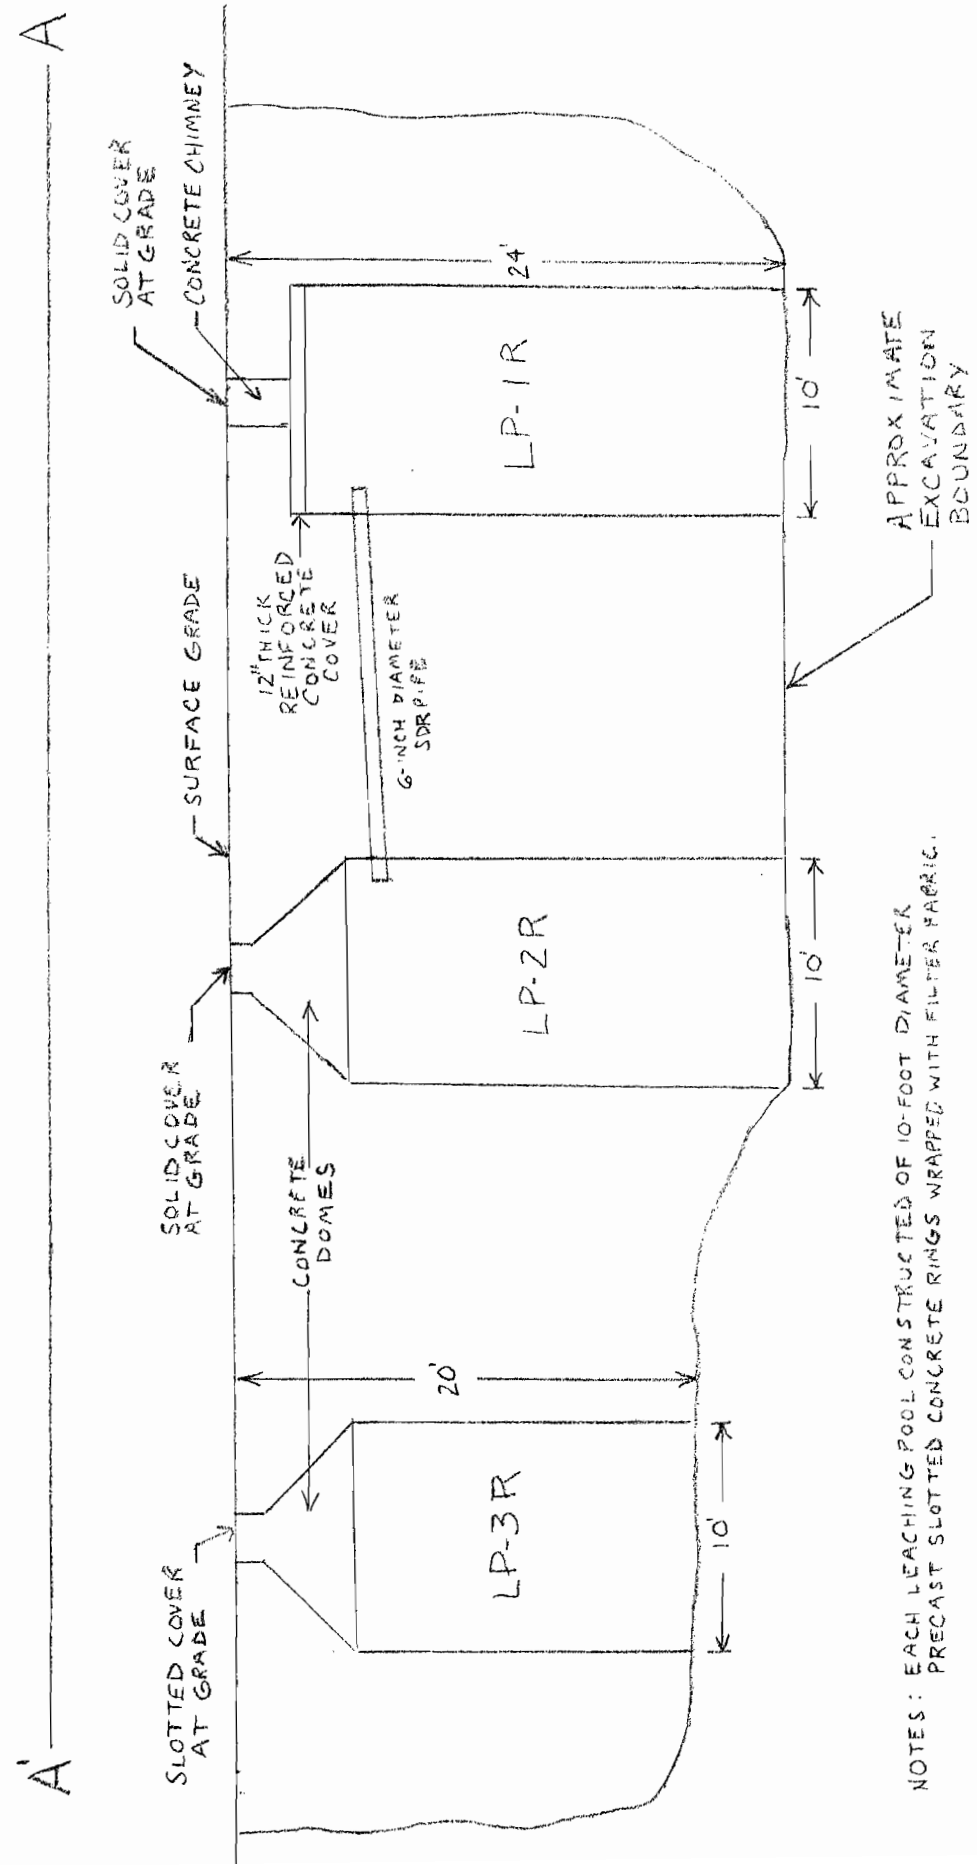 A' A
SOLID COVER
AT GRADE
CONCRETE CHIMNEY
SURFACE GRADE
SOLID COVER
AT GRADE
SLOTTED COVER
AT GRADE
12" THICK
REINFORCED
CONCRETE
COVER
CONCRETE
DOMES
6-INCH DIAMETER
SDR PIPE
20'
24'
LP-3R
LP-2R
LP-1R
10'
10'
10'
APPROXIMATE
EXCAVATION
BOUNDARY
NOTES: EACH LEACHING POOL CONSTRUCTED OF 10-FOOT DIAMETER
PRECAST SLOTTED CONCRETE RINGS WRAPPED WITH FILTER FABRIC.